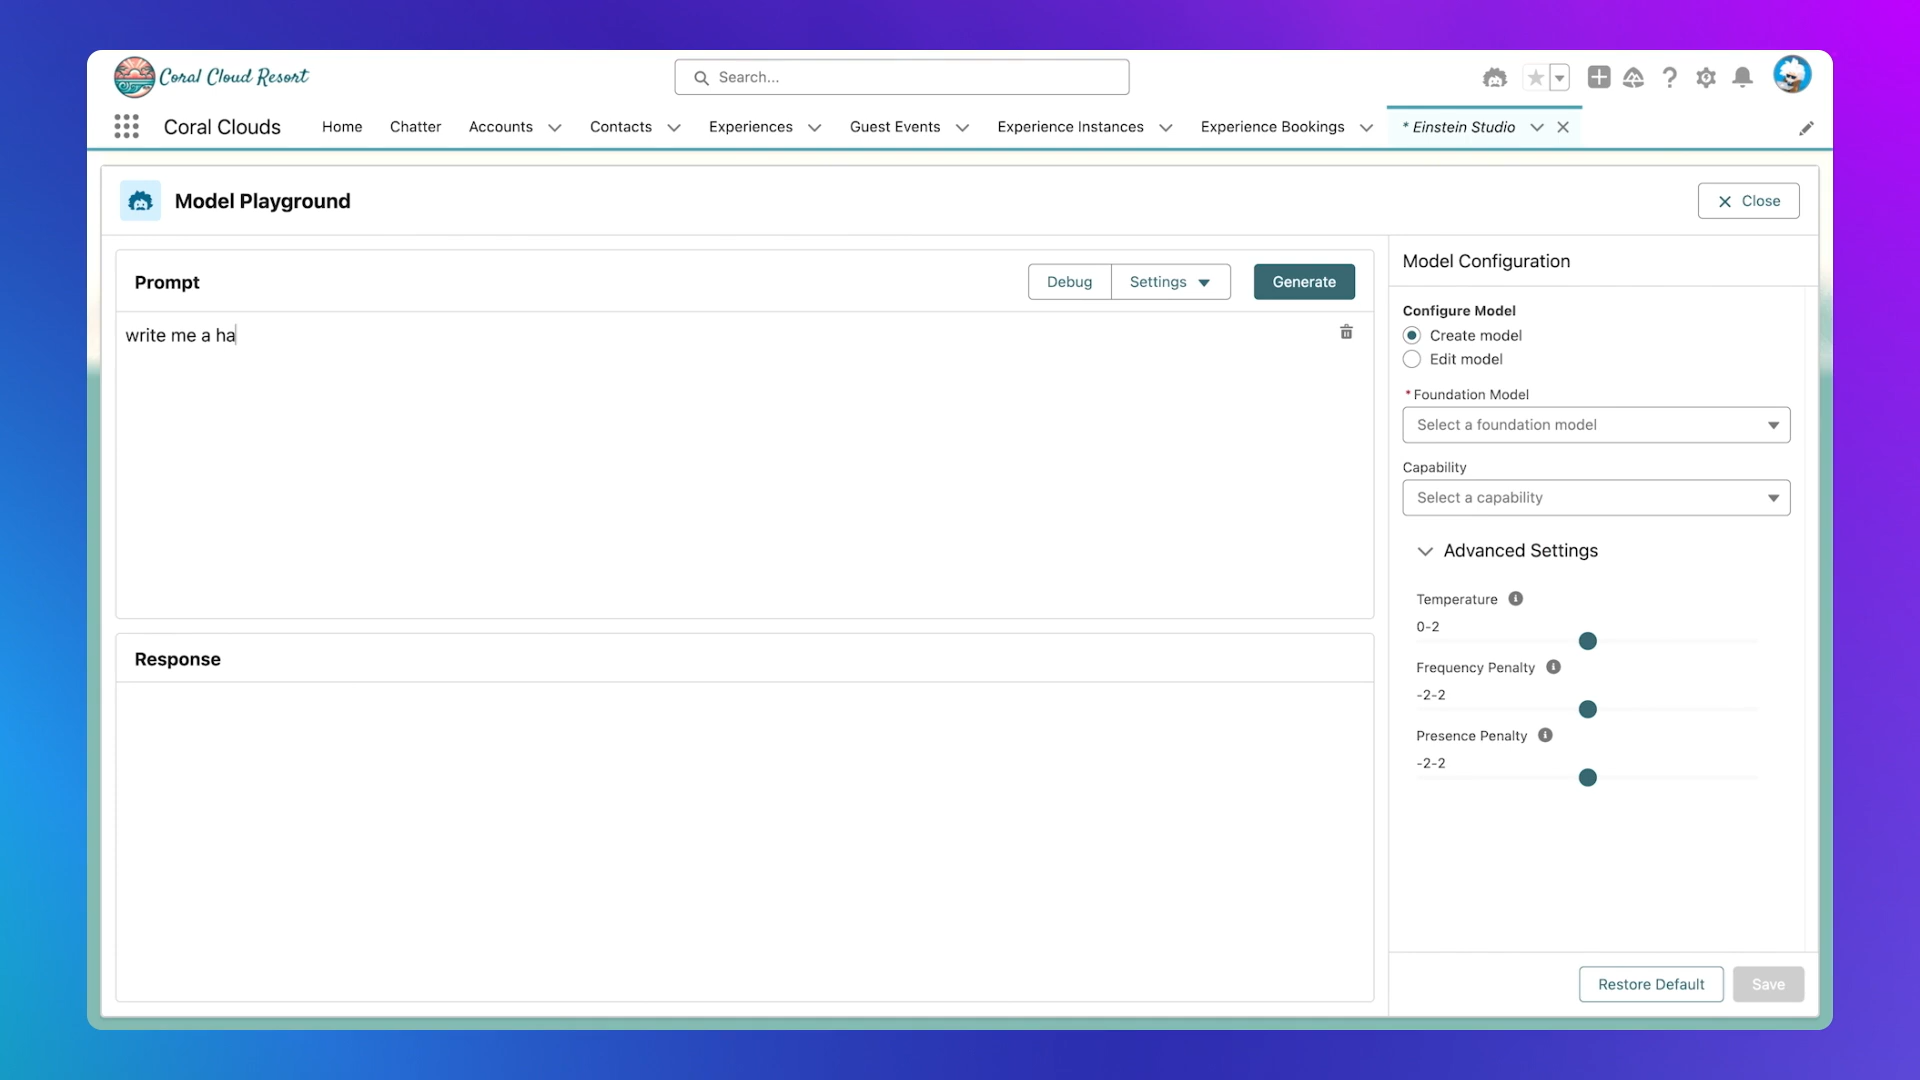 Coral Cloud Resort
Search...
Coral Clouds
Home
Chatter
Accounts
Contacts
Experiences
Guest Events
Experience Instances
Experience Bookings
* Einstein Studio
Model Playground
Close
Prompt
Debug
Settings
Generate
write me a ha
Response
Model Configuration
Configure Model
Create model
Edit model
* Foundation Model
Select a foundation model
Capability
Select a capability
Advanced Settings
Temperature
0-2
Frequency Penalty
-2-2
Presence Penalty
-2-2
Restore Default
Save